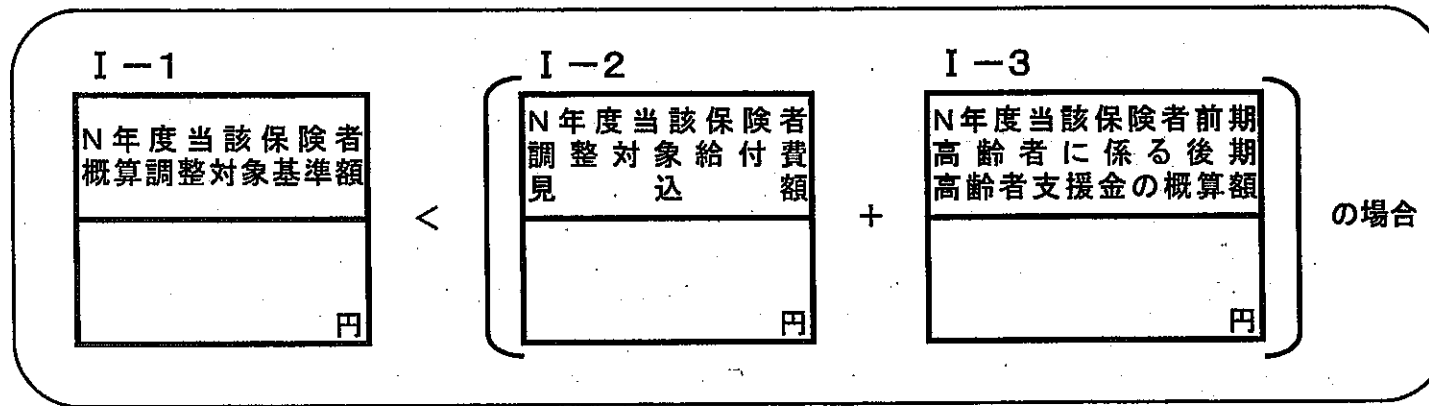 I－1
N年度当該保険者
概算調整対象基準額
円
＜
I－2
N年度当該保険者
調整対象給付費
見込額
円
＋
I－3
N年度当該保険者前期
高齢者に係る後期
高齢者支援金の概算額
円
の場合